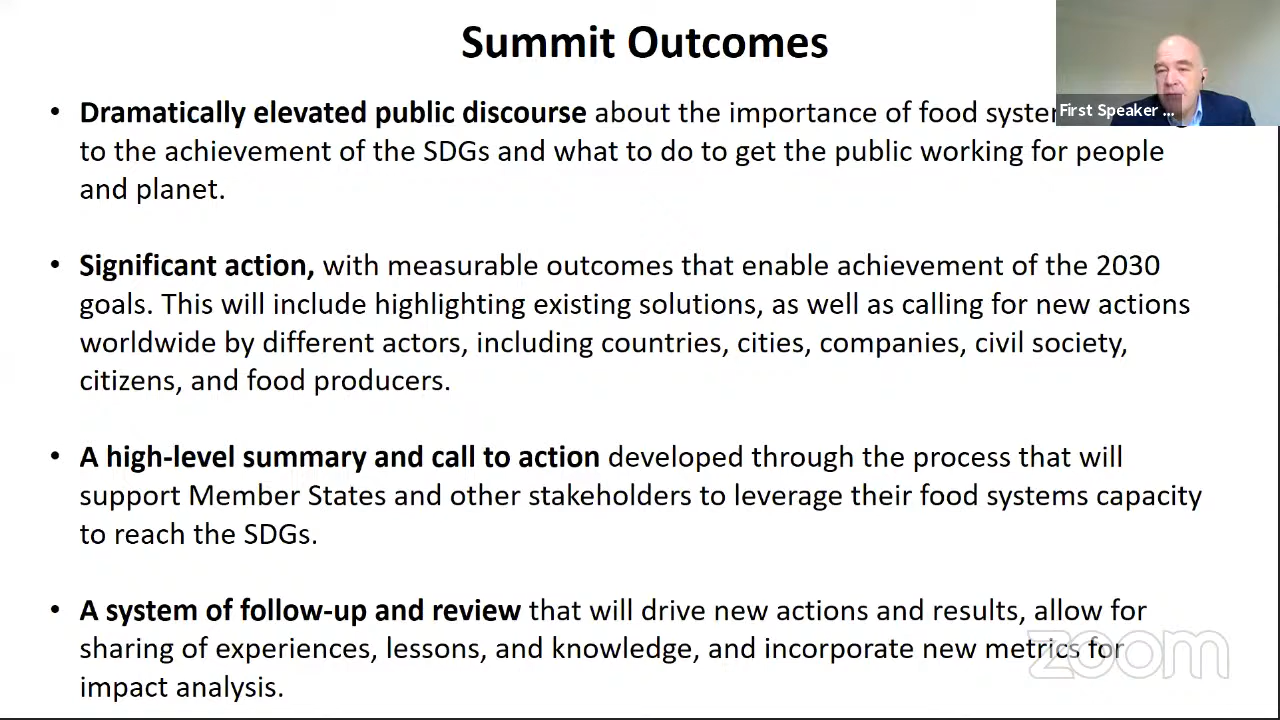 Summit Outcomes
• Dramatically elevated public discourse about the importance of food system
to the achievement of the SDGs and what to do to get the public working for people
and planet.
• Significant action, with measurable outcomes that enable achievement of the 2030
goals. This will include highlighting existing solutions, as well as calling for new actions
worldwide by different actors, including countries, cities, companies, civil society,
citizens, and food producers.
• A high-level summary and call to action developed through the process that will
support Member States and other stakeholders to leverage their food systems capacity
to reach the SDGs.
• A system of follow-up and review that will drive new actions and results, allow for
sharing of experiences, lessons, and knowledge, and incorporate new metrics for
impact analysis.
First Speaker ...
zoom